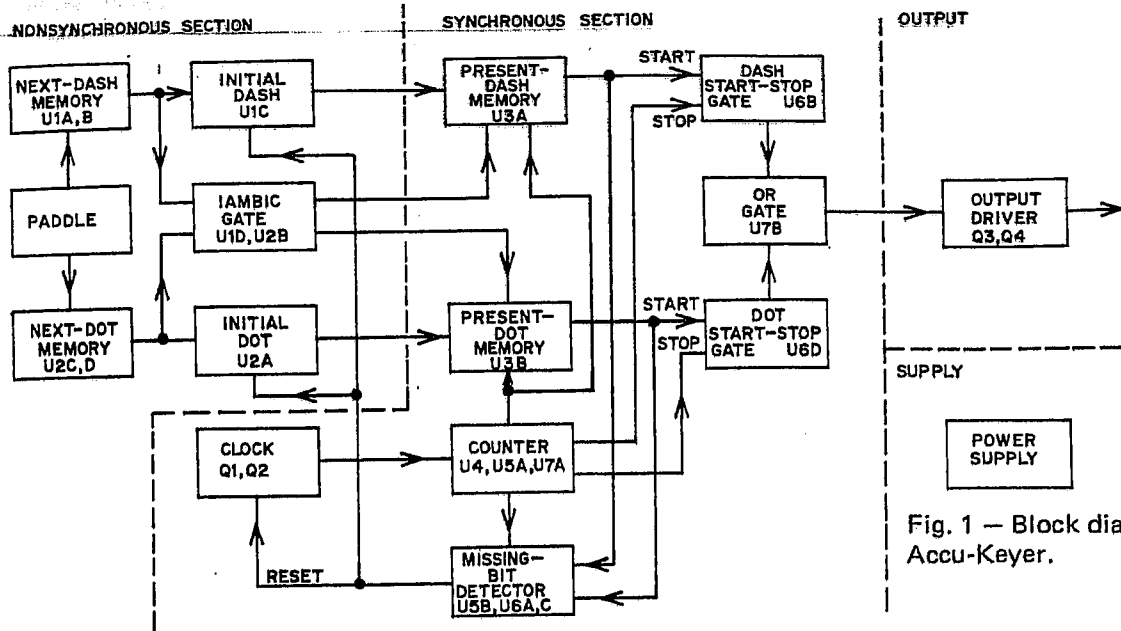 NONSYNCHRONOUS SECTION
SYNCHRONOUS SECTION
OUTPUT
NEXT-DASH
MEMORY
U1A,B
INITIAL
DASH
U1C
PRESENT-
DASH
MEMORY
U3A
START
STOP
DASH
START-STOP
GATE U6B
PADDLE
IAMBIC
GATE
U1D,U2B
OR
GATE
U7B
OUTPUT
DRIVER
Q3,Q4
NEXT-DOT
MEMORY
U2C,D
INITIAL
DOT
U2A
PRESENT-
DOT
MEMORY
U3B
START
STOP
DOT
START-STOP
GATE U6D
SUPPLY
CLOCK
Q1,Q2
COUNTER
U4,U5A,U7A
POWER
SUPPLY
RESET
MISSING-
BIT
DETECTOR
U5B,U6A,C
Fig. 1 — Block dia
Accu-Keyer.